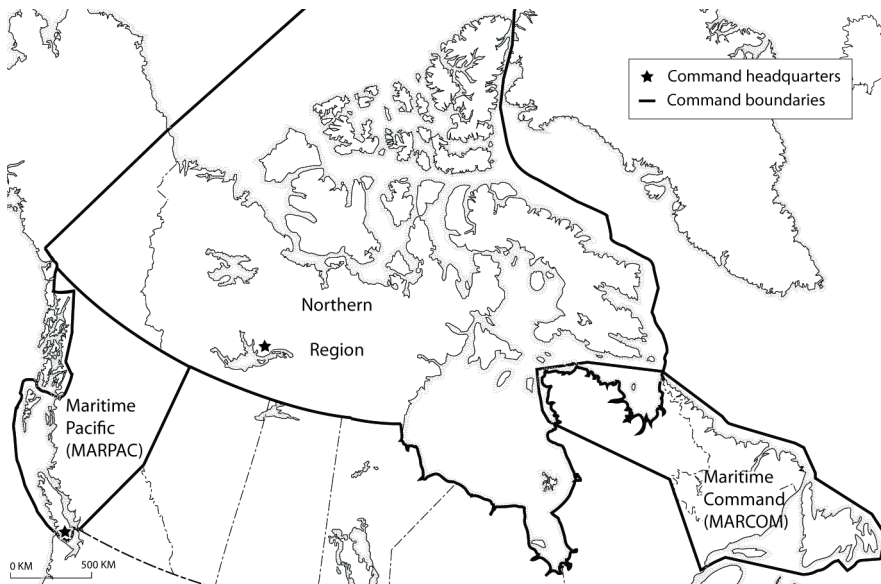 Command headquarters
Command boundaries
Northern
Region
Maritime
Pacific
(MARPAC)
Maritime
Command
(MARCOM)
0 KM 500 KM